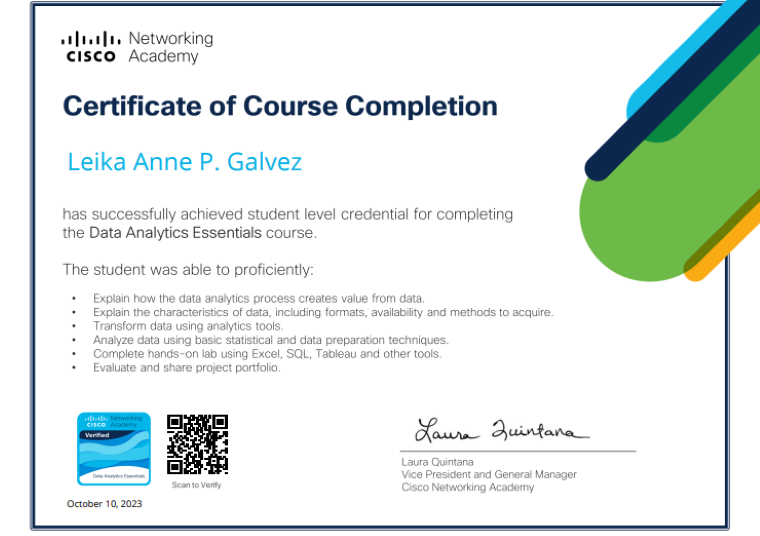 Networking
CISCO Academy
Certificate of Course Completion
Leika Anne P. Galvez
has successfully achieved student level credential for completing
the Data Analytics Essentials course.
The student was able to proficiently:
• Explain how the data analytics process creates value from data.
• Explain the characteristics of data, including formats, availability and methods to acquire.
• Transform data using analytics tools.
• Analyze data using basic statistical and data preparation techniques.
• Complete hands-on lab using Excel, SQL, Tableau and other tools.
• Evaluate and share project portfolio.
Networking
CISCO Academy
Verified
Data Analytics Essentials
Scan to Verify
October 10, 2023
Laura Quintana
Laura Quintana
Vice President and General Manager
Cisco Networking Academy